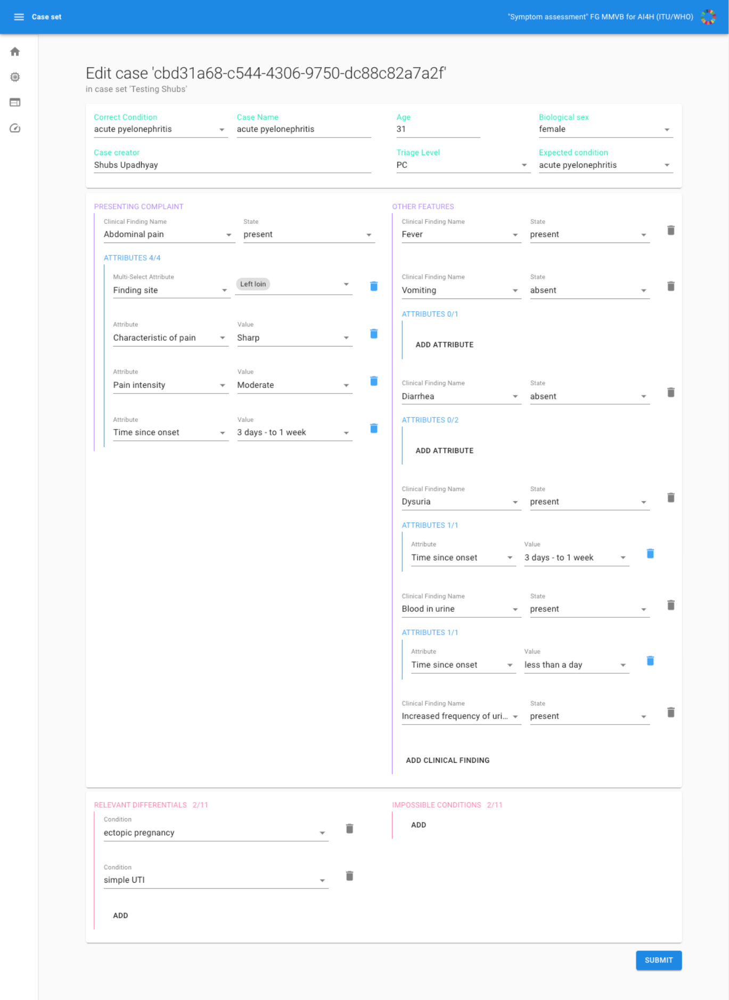 Case set
"Symptom assessment" FG MMVB for AI4H (ITU/WHO)
Edit case 'cbd31a68-c544-4306-9750-dc88c82a7a2f'
in case set 'Testing Shubs'
Correct Condition
acute pyelonephritis
Case Name
acute pyelonephritis
Age
31
Biological sex
female
Case creator
Shubs Upadhyay
Triage Level
PC
Expected condition
acute pyelonephritis
PRESENTING COMPLAINT
Clinical Finding Name
Abdominal pain
State
present
ATTRIBUTES 4/4
Multi-Select Attribute
Finding site
Left loin
Attribute
Characteristic of pain
Value
Sharp
Attribute
Pain intensity
Value
Moderate
Attribute
Time since onset
Value
3 days - to 1 week
OTHER FEATURES
Clinical Finding Name
Fever
State
present
Clinical Finding Name
Vomiting
State
absent
ATTRIBUTES 0/1
ADD ATTRIBUTE
Clinical Finding Name
Diarrhea
State
absent
ATTRIBUTES 0/2
ADD ATTRIBUTE
Clinical Finding Name
Dysuria
State
present
ATTRIBUTES 1/1
Attribute
Time since onset
Value
3 days - to 1 week
Clinical Finding Name
Blood in urine
State
present
ATTRIBUTES 1/1
Attribute
Time since onset
Value
less than a day
Clinical Finding Name
Increased frequency of uri...
State
present
ADD CLINICAL FINDING
RELEVANT DIFFERENTIALS 2/11
Condition
ectopic pregnancy
Condition
simple UTI
ADD
IMPOSSIBLE CONDITIONS 2/11
ADD
SUBMIT